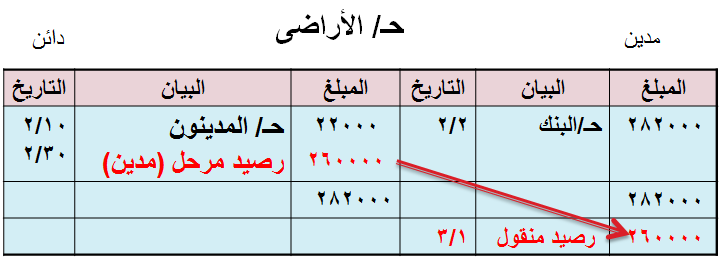 حـ/ الأراضى
مدين دائن
المبلغ البيان التاريخ المبلغ البيان التاريخ
٢٨٢٠٠٠ حـ/البنك ٢/٢ ٢٢٠٠٠ حـ/ المدينون ٢/١٠
٢٦٠٠٠٠ رصيد مرحل (مدين) ٢/٣٠
٢٨٢٠٠٠ ٢٨٢٠٠٠
٢٦٠٠٠٠ رصيد منقول ٣/١